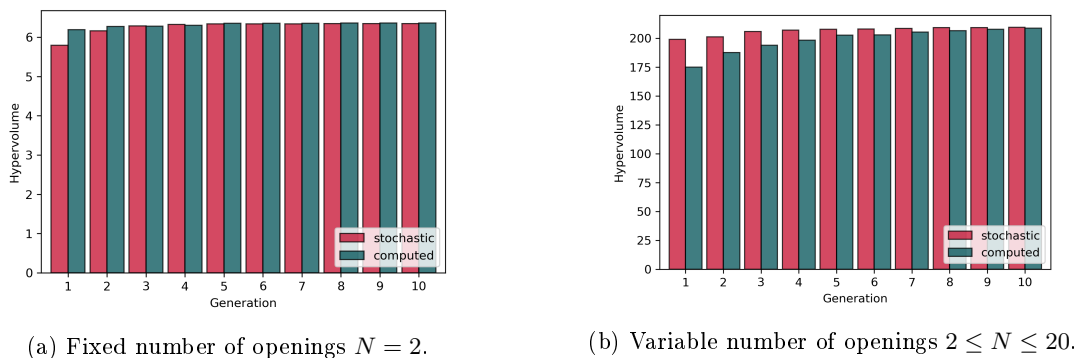 Hypervolume
6
5
4
3
2
1
0
1 2 3 4 5 6 7 8 9 10
Generation
stochastic
computed
(a) Fixed number of openings N = 2.
Hypervolume
200
175
150
125
100
75
50
25
0
1 2 3 4 5 6 7 8 9 10
Generation
stochastic
computed
(b) Variable number of openings 2 ≤ N ≤ 20.